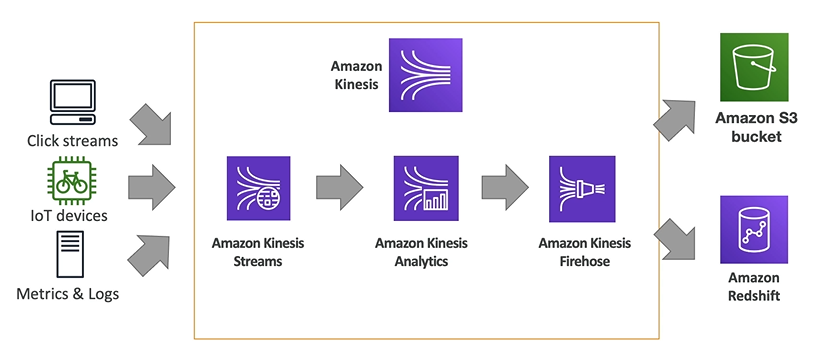 Amazon
Kinesis
Click streams
IoT devices
Metrics & Logs
Amazon Kinesis
Streams
Amazon Kinesis
Analytics
Amazon Kinesis
Firehose
Amazon S3
bucket
Amazon
Redshift